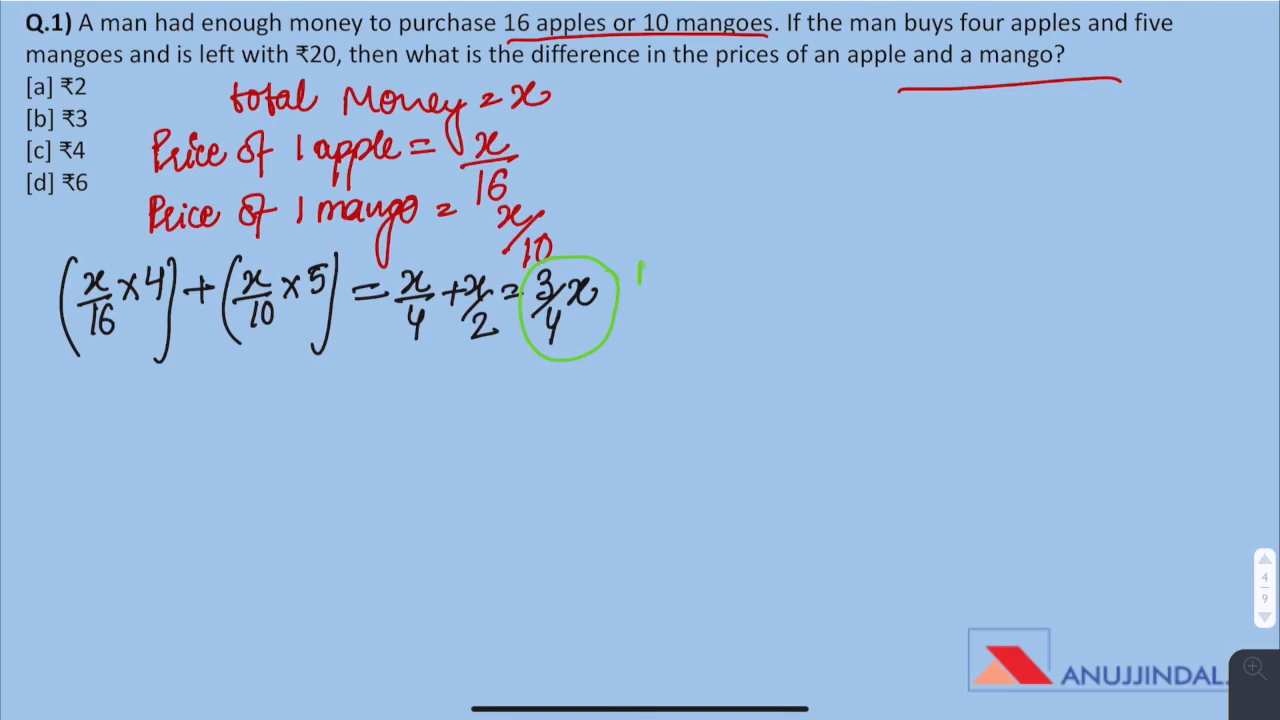 Q.1) A man had enough money to purchase 16 apples or 10 mangoes. If the man buys four apples and five
mangoes and is left with ₹20, then what is the difference in the prices of an apple and a mango?
[a] ₹2
[b] ₹3
[c] ₹4
[d] ₹6
total Money = x
Price of 1 apple = x/16
Price of 1 mango = x/10
(x/16 × 4) + (x/10 × 5) = x/4 + x/2 = 3/4 x
4
9
ANUJJINDAL.